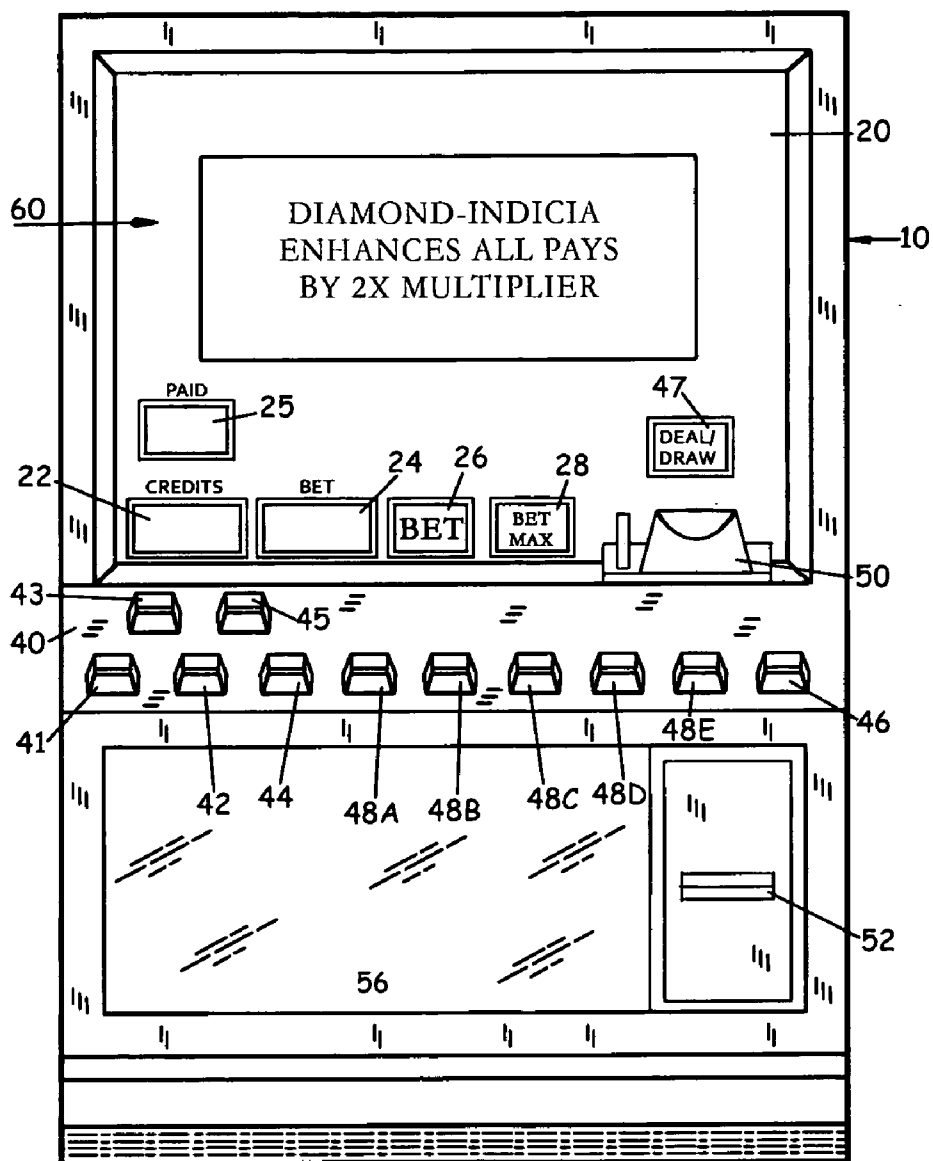 20
60
DIAMOND-INDICIA
ENHANCES ALL PAYS
BY 2X MULTIPLIER
10
PAID
25
47
DEAL/
DRAW
22
CREDITS
BET
24
26
28
BET
BET
MAX
50
43
45
40
41
42
44
48A
48B
48C
48D
48E
46
52
56